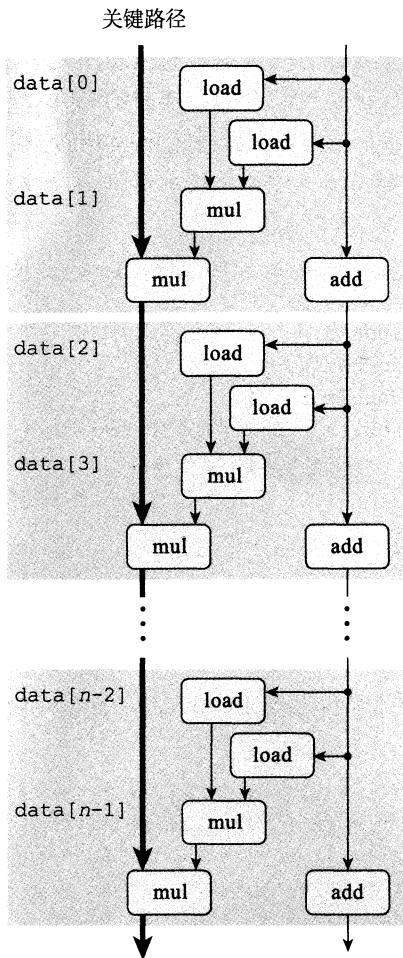 关键路径
data[0]
load
load
data[1]
mul
mul
add
data[2]
load
load
data[3]
mul
mul
add
data[n-2]
load
load
data[n-1]
mul
mul
add